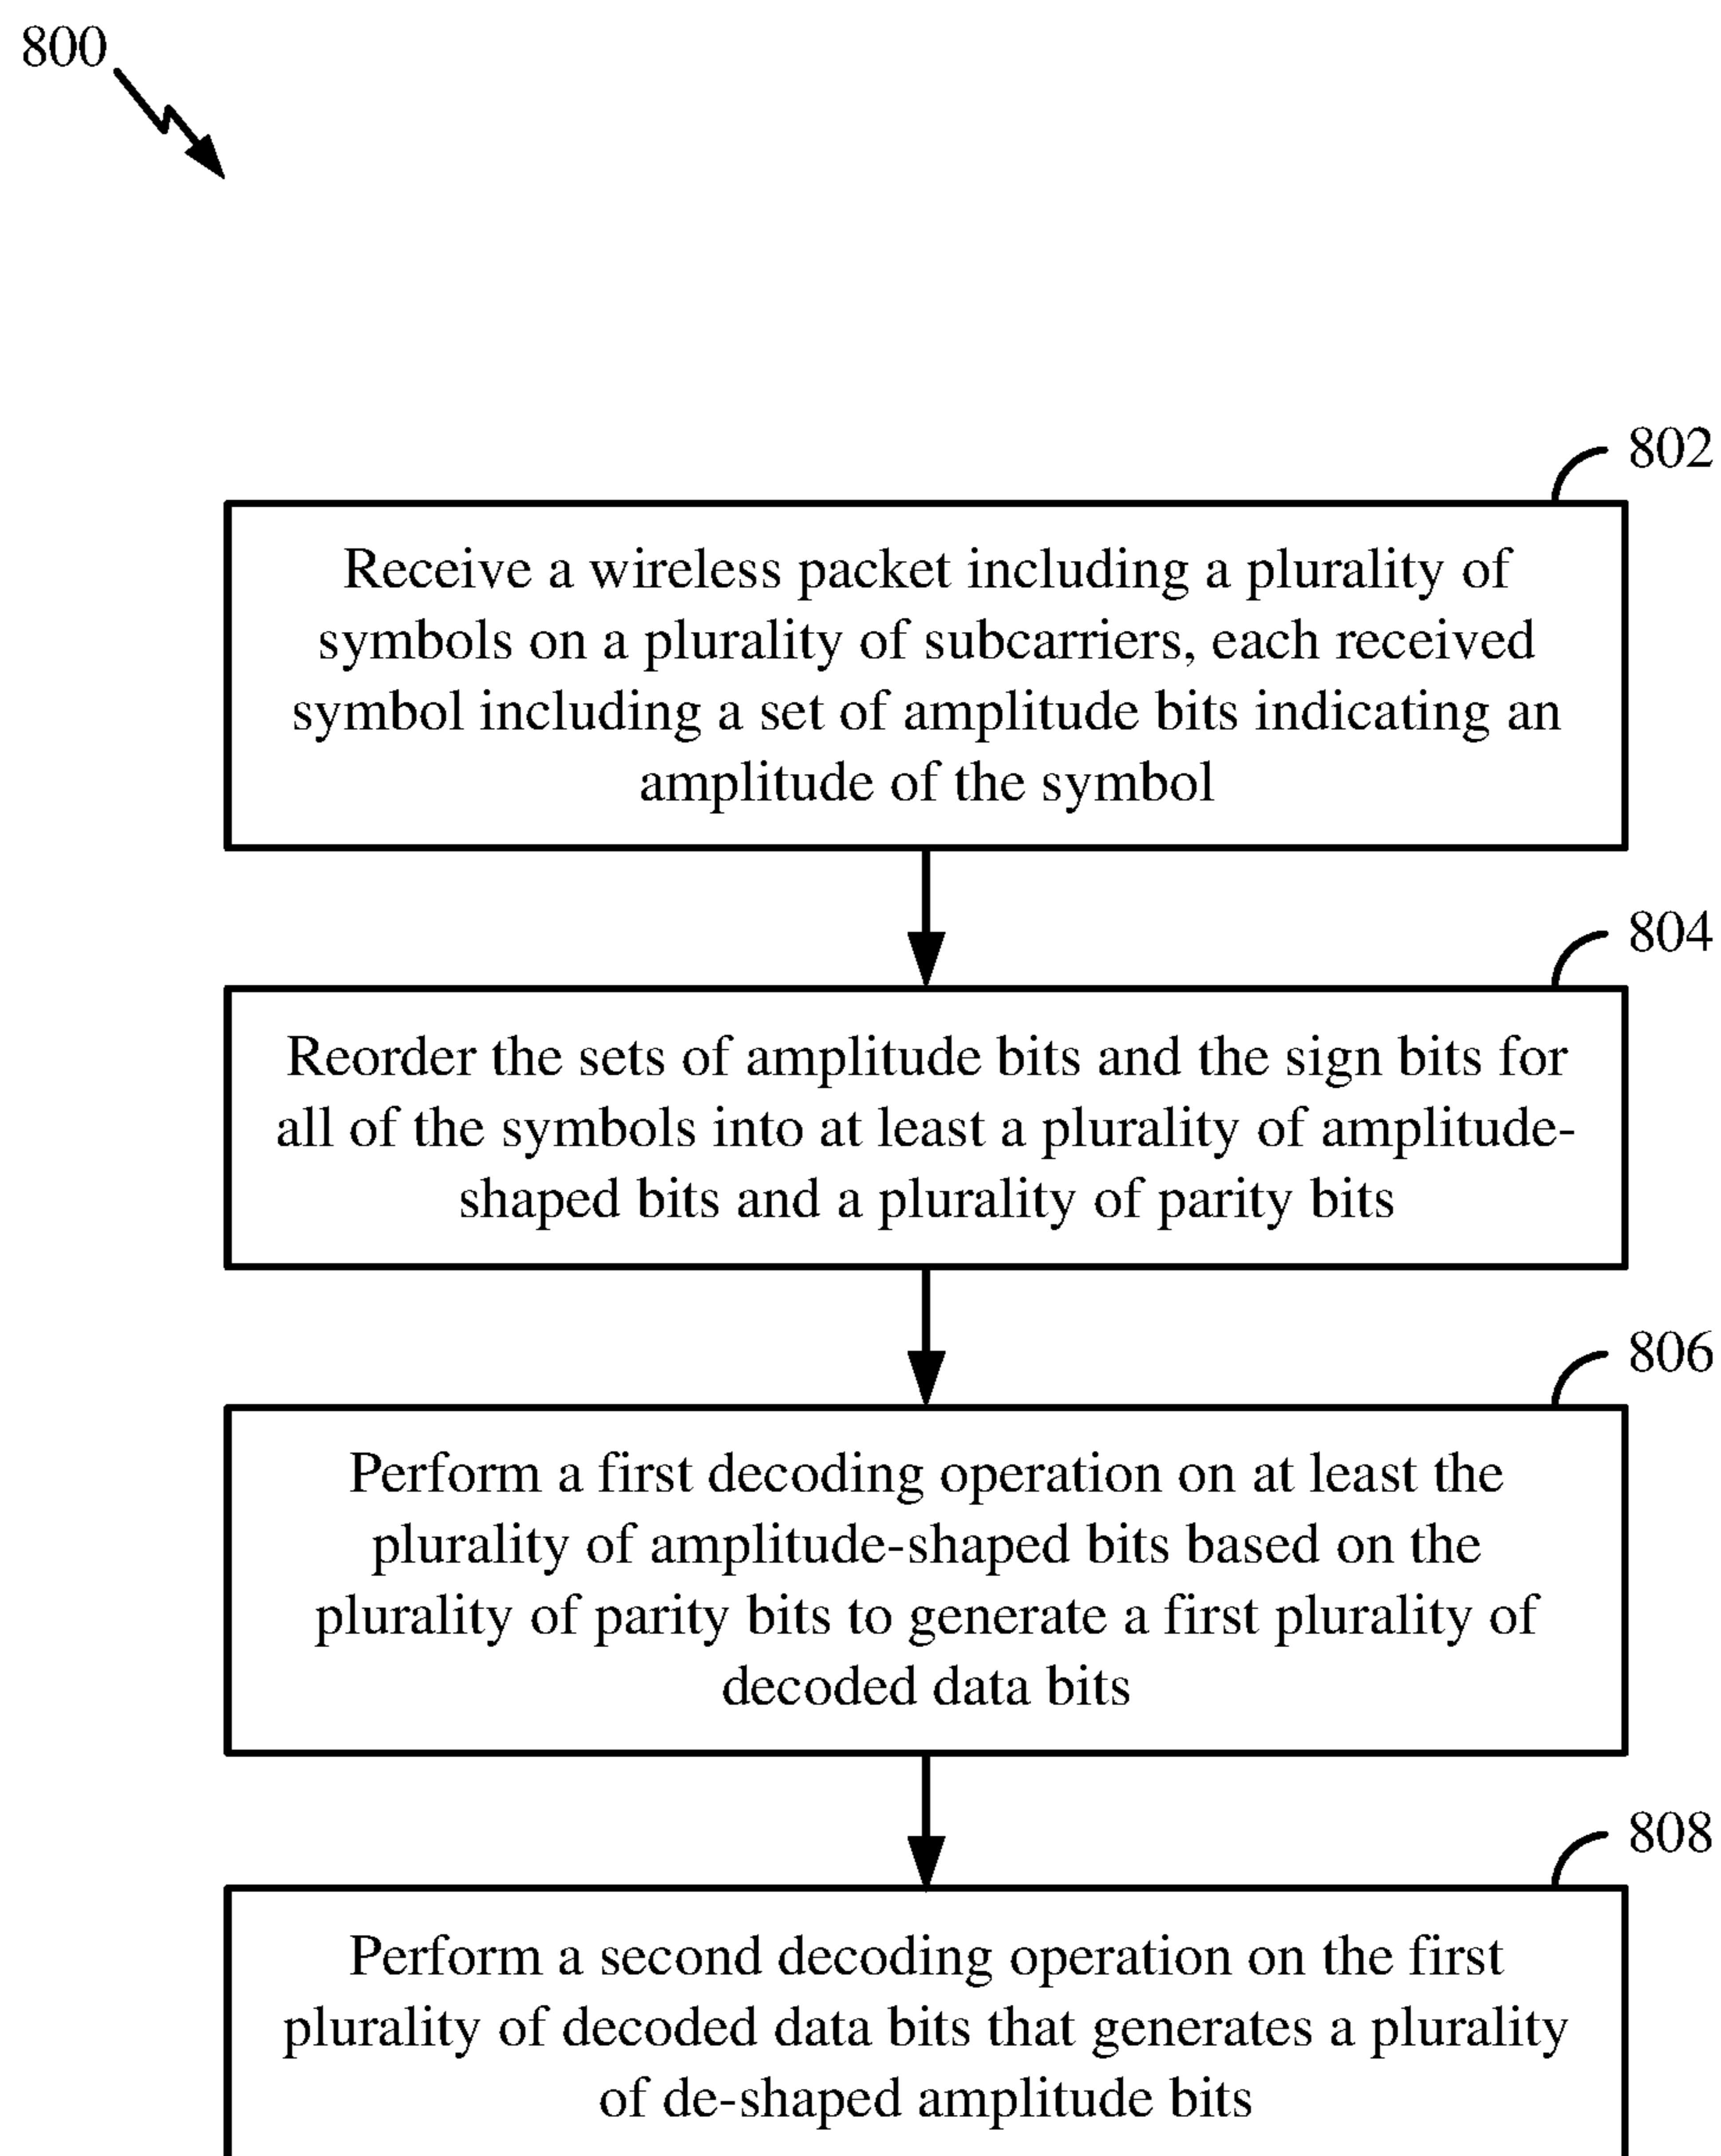 800
802
Receive a wireless packet including a plurality of
symbols on a plurality of subcarriers, each received
symbol including a set of amplitude bits indicating an
amplitude of the symbol
804
Reorder the sets of amplitude bits and the sign bits for
all of the symbols into at least a plurality of amplitude-
shaped bits and a plurality of parity bits
806
Perform a first decoding operation on at least the
plurality of amplitude-shaped bits based on the
plurality of parity bits to generate a first plurality of
decoded data bits
808
Perform a second decoding operation on the first
plurality of decoded data bits that generates a plurality
of de-shaped amplitude bits